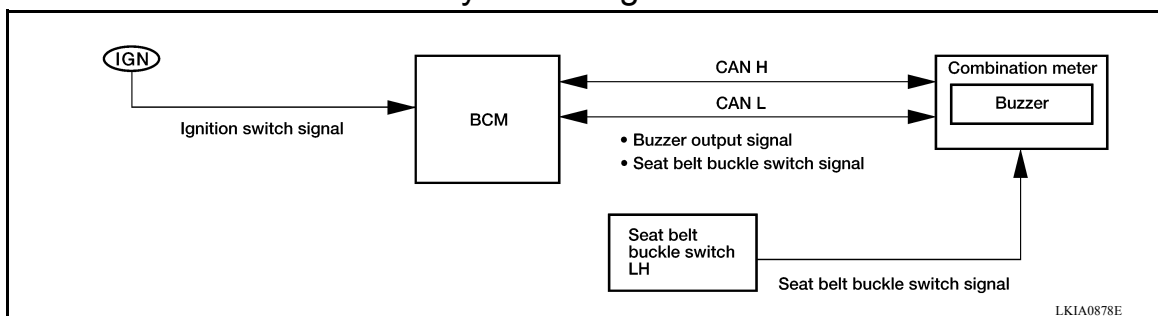 IGN
Ignition switch signal
BCM
CAN H
CAN L
• Buzzer output signal
• Seat belt buckle switch signal
Combination meter
Buzzer
Seat belt
buckle switch
LH
Seat belt buckle switch signal
LKIA0878E